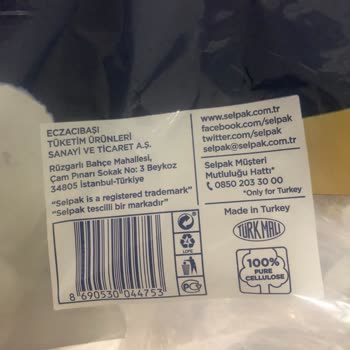 ECZACIBAŞI
TÜKETİM ÜRÜNLERİ
SANAYİ VE TİCARET A.Ş.
Rüzgarlı Bahçe Mahallesi,
Çam Pınarı Sokak No: 3 Beykoz
34805 İstanbul-Türkiye
"Selpak is a registered trademark"
"Selpak tescilli bir markadır"
LDPE
PC
8 690530 044753
www.selpak.com.tr
facebook.com/selpak
twitter.com/selpak
selpak@selpak.com.tr
Selpak Müşteri
Mutluluğu Hattı*
0850 203 30 00
*Only for Turkey
Made in Turkey
TÜRK MALI
100%
PURE
CELLULOSE